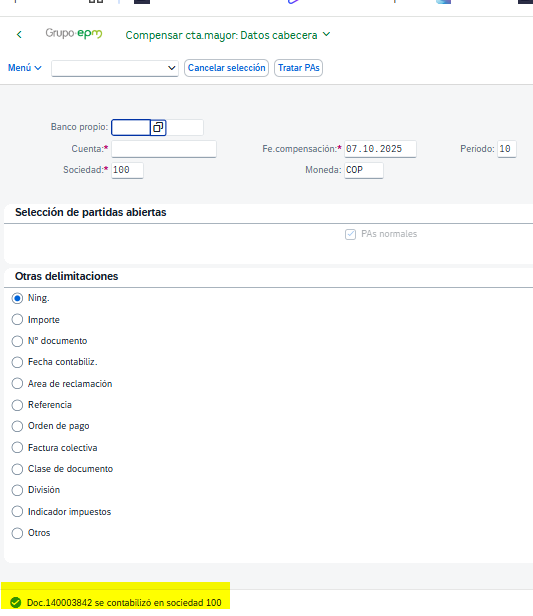 Grupo·epm
Compensar cta.mayor: Datos cabecera
Menú
Cancelar selección
Tratar PAs
Banco propio:
Cuenta:*
Fe.compensación:* 07.10.2025
Periodo: 10
Sociedad:* 100
Moneda: COP
Selección de partidas abiertas
PAs normales
Otras delimitaciones
Ning.
Importe
Nº documento
Fecha contabiliz.
Area de reclamación
Referencia
Orden de pago
Factura colectiva
Clase de documento
División
Indicador impuestos
Otros
Doc.140003842 se contabilizó en sociedad 100